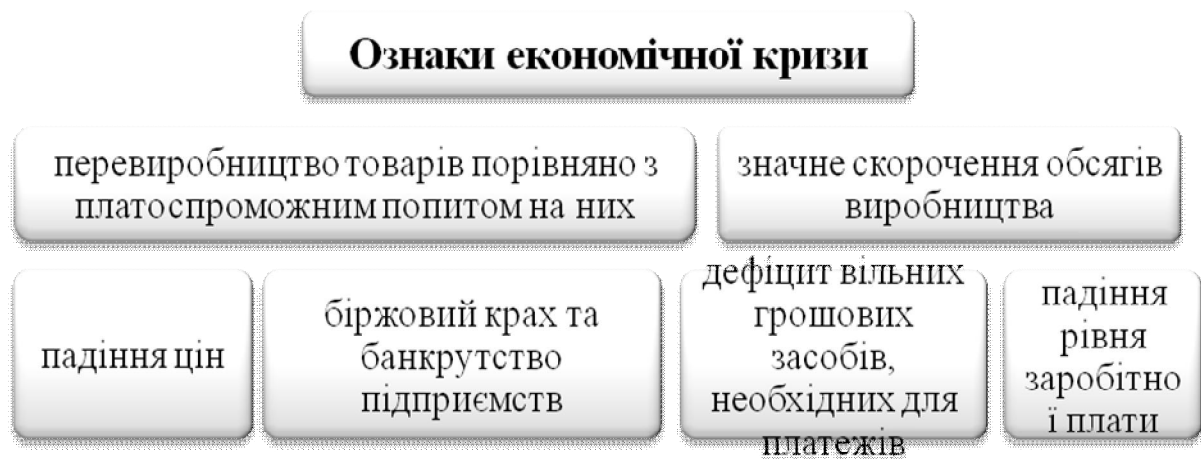 Ознаки економічної кризи
перевиробництво товарів порівняно з
платоспроможним попитом на них
значне скорочення обсягів
виробництва
падіння цін
біржовий крах та
банкрутство
підприємств
дефіцит вільних
грошових
засобів,
необхідних для
платежів
падіння
рівня
заробітно
ї плати